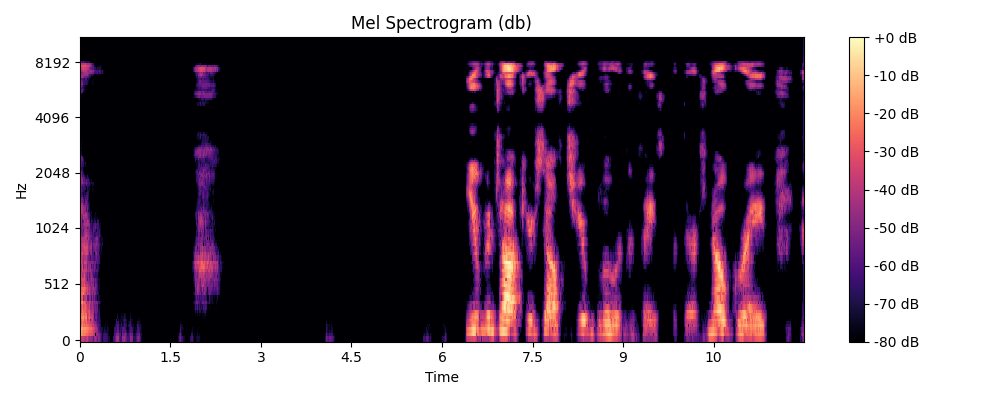 Mel Spectrogram (db)
Hz
8192
4096
2048
1024
512
0
0 1.5 3 4.5 6 7.5 9 10
Time
+0 dB
-10 dB
-20 dB
-30 dB
-40 dB
-50 dB
-60 dB
-70 dB
-80 dB